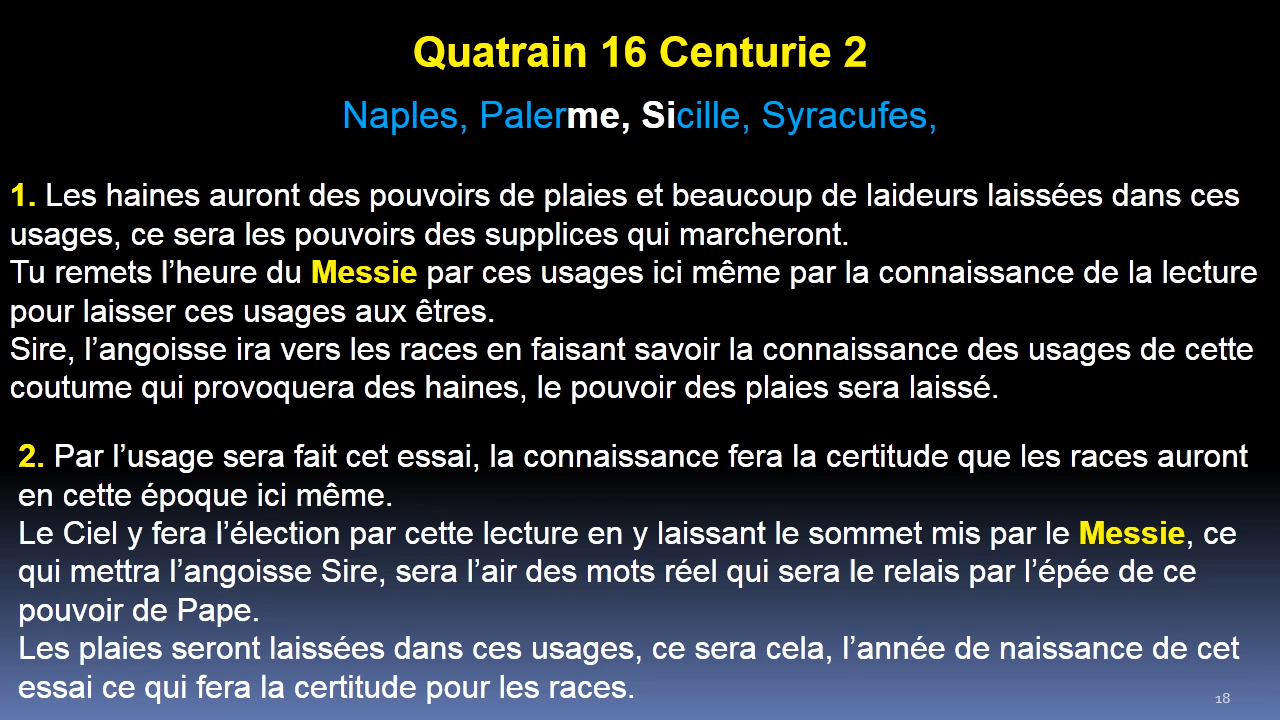 Quatrain 16 Centurie 2
Naples, Palerme, Sicille, Syracufes,
1. Les haines auront des pouvoirs de plaies et beaucoup de laideurs laissées dans ces
usages, ce sera les pouvoirs des supplices qui marcheront.
Tu remets l’heure du Messie par ces usages ici même par la connaissance de la lecture
pour laisser ces usages aux êtres.
Sire, l’angoisse ira vers les races en faisant savoir la connaissance des usages de cette
coutume qui provoquera des haines, le pouvoir des plaies sera laissé.
2. Par l’usage sera fait cet essai, la connaissance fera la certitude que les races auront
en cette époque ici même.
Le Ciel y fera l’élection par cette lecture en y laissant le sommet mis par le Messie, ce
qui mettra l’angoisse Sire, sera l’air des mots réel qui sera le relais par l’épée de ce
pouvoir de Pape.
Les plaies seront laissées dans ces usages, ce sera cela, l’année de naissance de cet
essai ce qui fera la certitude pour les races.
18